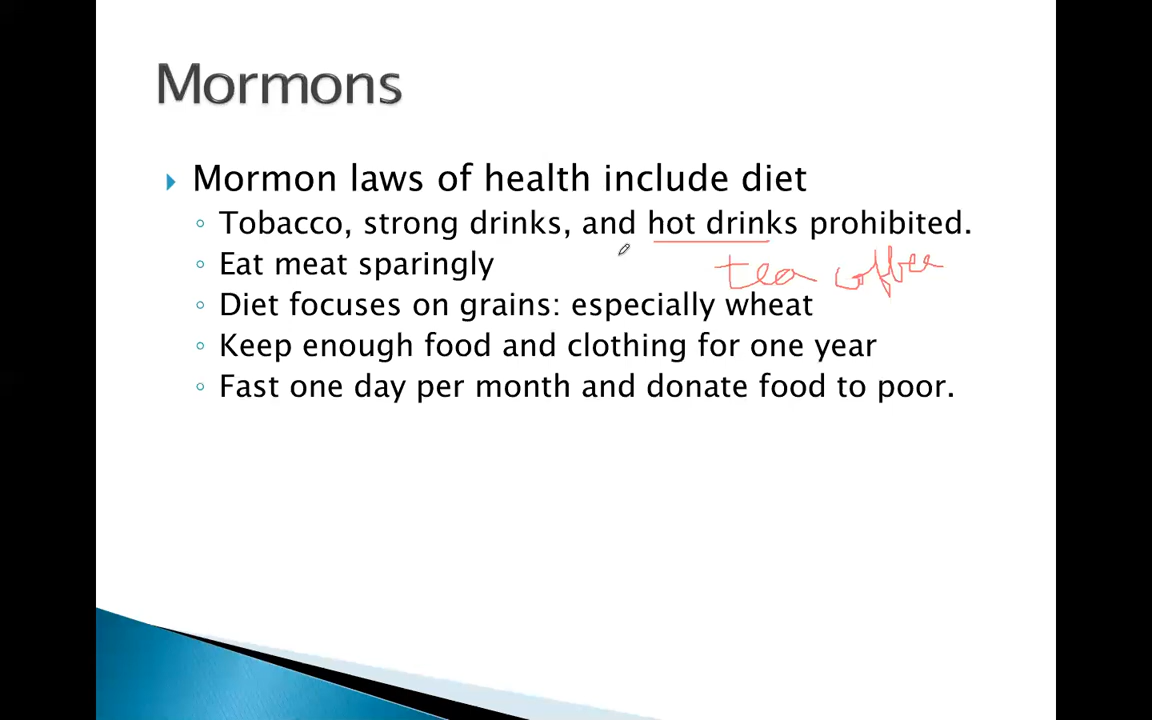 Mormons
Mormon laws of health include diet
Tobacco, strong drinks, and hot drinks prohibited.
tea coffee
Eat meat sparingly
Diet focuses on grains: especially wheat
Keep enough food and clothing for one year
Fast one day per month and donate food to poor.